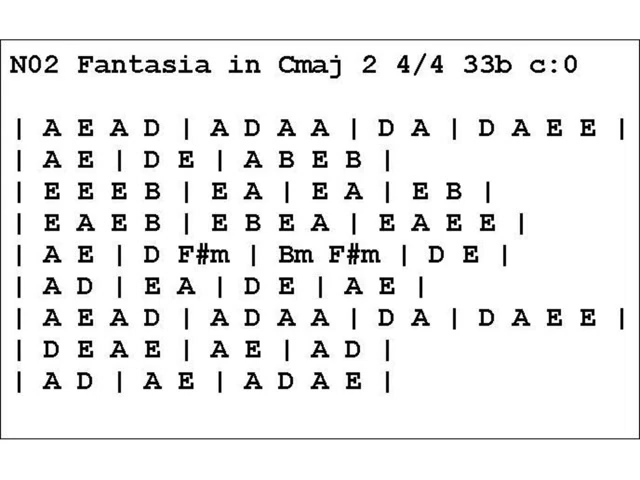 N02 Fantasia in Cmaj 2 4/4 33b c:0
| A E A D | A D A A | D A | D A E E |
| A E | D E | A B E B |
| E E E B | E A | E A | E B |
| E A E B | E B E A | E A E E |
| A E | D F#m | Bm F#m | D E |
| A D | E A | D E | A E |
| A E A D | A D A A | D A | D A E E |
| D E A E | A E | A D |
| A D | A E | A D A E |